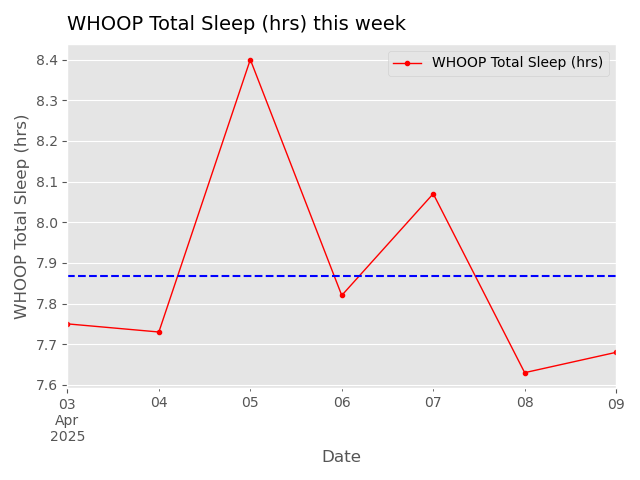 WHOOP Total Sleep (hrs) this week
WHOOP Total Sleep (hrs)
WHOOP Total Sleep (hrs)
8.4
8.3
8.2
8.1
8.0
7.9
7.8
7.7
7.6
03 04 05 06 07 08 09
Apr
2025
Date